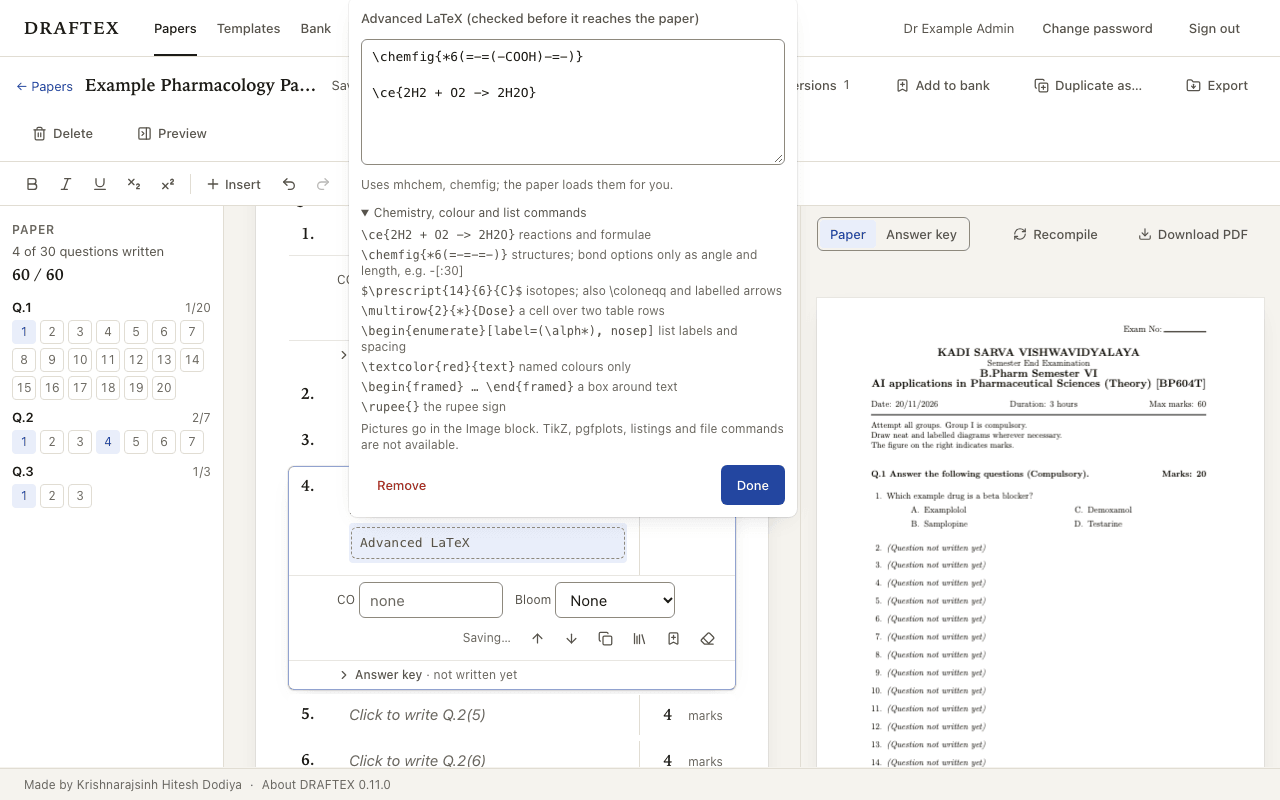 DRAFTEX Papers Templates Bank Dr Example Admin Change password Sign out
← Papers Example Pharmacology Pa... Add to bank Duplicate as... Export
Delete Preview
B I U X₂ x² + Insert
Advanced LaTeX (checked before it reaches the paper)
\chemfig{*6(=-=(-COOH)-=-)}
\ce{2H2 + O2 -> 2H2O}
Uses mhchem, chemfig; the paper loads them for you.
▼ Chemistry, colour and list commands
\ce{2H2 + O2 -> 2H2O} reactions and formulae
\chemfig{*6(=-=-=-)} structures; bond options only as angle and
length, e.g. -[:30]
$\prescript{14}{6}{C}$ isotopes; also \coloneqq and labelled arrows
\multirow{2}{*}{Dose} a cell over two table rows
\begin{enumerate}[label=(\alph*), nosep] list labels and
spacing
\textcolor{red}{text} named colours only
\begin{framed} … \end{framed} a box around text
\rupee{} the rupee sign
Pictures go in the Image block. TikZ, pgfplots, listings and file commands
are not available.
Remove Done
PAPER
4 of 30 questions written
60 / 60
Q.1 1/20
1 2 3 4 5 6 7
8 9 10 11 12 13 14
15 16 17 18 19 20
Q.2 2/7
1 2 3 4 5 6 7
Q.3 1/3
1 2 3
1.
2.
3.
4.
Advanced LaTeX
CO none Bloom None
Saving...
Answer key · not written yet
5. Click to write Q.2(5) 4 marks
6. Click to write Q.2(6) 4 marks
Paper Answer key Recompile Download PDF
Exam No:
KADI SARVA VISHWAVIDYALAYA
Semester End Examination
B.Pharm Semester VI
AI applications in Pharmaceutical Sciences (Theory) [BP604T]
Date: 20/11/2026 Duration: 3 hours Max marks: 60
Attempt all groups. Group I is compulsory.
Draw neat and labelled diagrams wherever necessary.
The figure on the right indicates marks.
Q.1 Answer the following questions (Compulsory). Marks: 20
1. Which example drug is a beta blocker?
A. Examplolol C. Demoxamol
B. Samplopine D. Testarine
2. (Question not written yet)
3. (Question not written yet)
4. (Question not written yet)
5. (Question not written yet)
6. (Question not written yet)
7. (Question not written yet)
8. (Question not written yet)
9. (Question not written yet)
10. (Question not written yet)
11. (Question not written yet)
12. (Question not written yet)
13. (Question not written yet)
14. (Question not written yet)
Made by Krishnarajsinh Hitesh Dodiya · About DRAFTEX 0.11.0